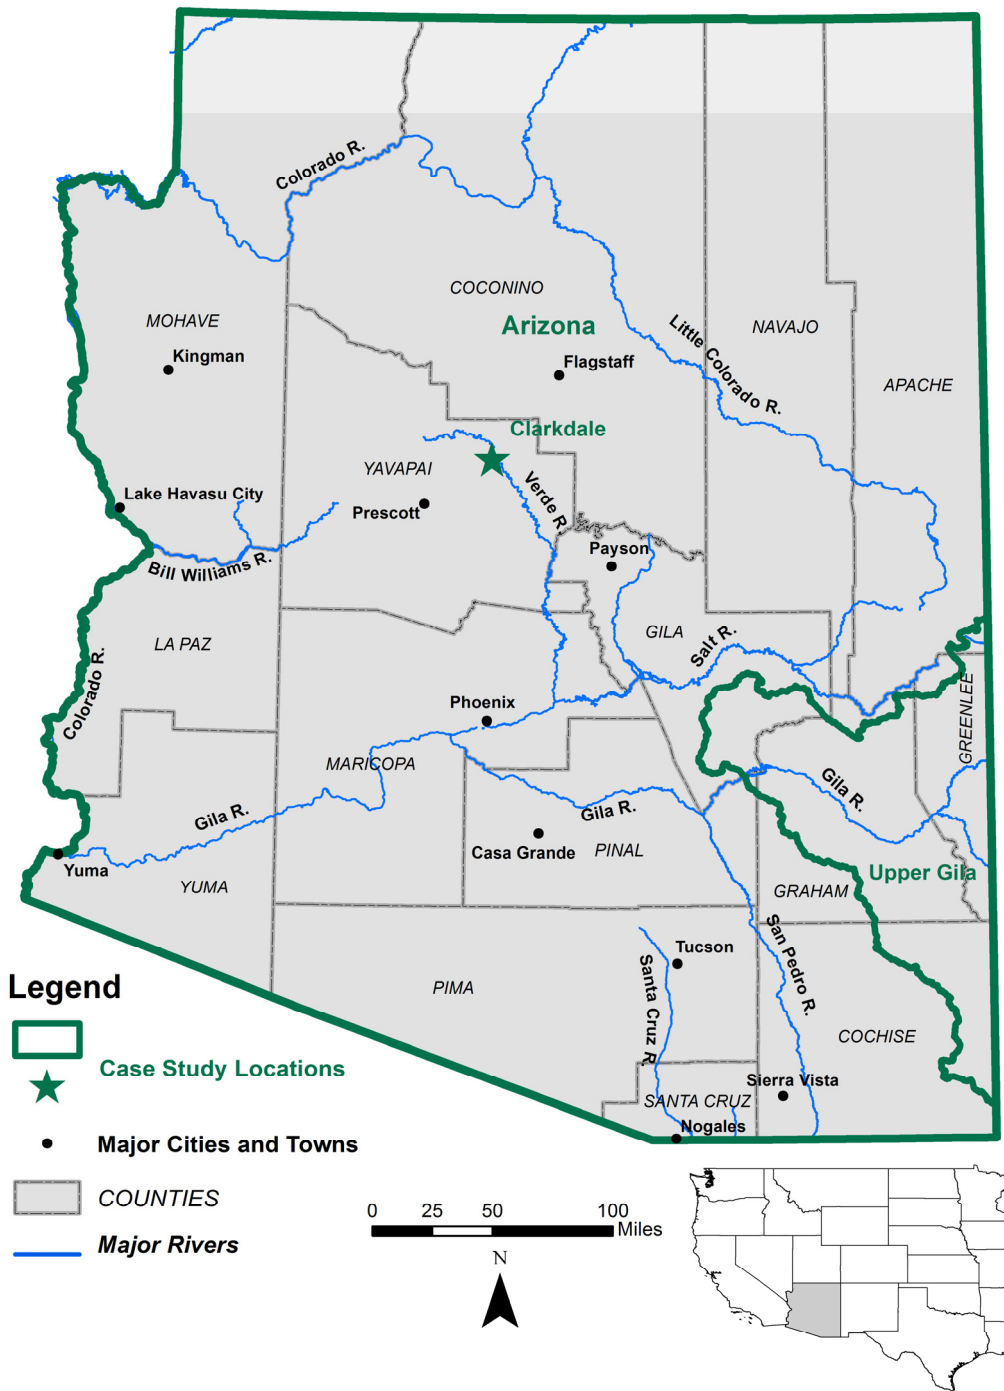 Colorado R.
COCONINO
MOHAVE
Arizona
NAVAJO
Little Colorado R.
Kingman
Flagstaff
APACHE
Clarkdale
YAVAPAI
Lake Havasu City
Prescott
Verde R.
Payson
Bill Williams R.
LA PAZ
GILA
Salt R.
Colorado R.
Phoenix
GREENLEE
MARICOPA
Gila R.
Gila R.
Gila R.
Casa Grande
PINAL
Yuma
YUMA
Upper Gila
GRAHAM
Tucson
San Pedro R.
Santa Cruz R.
PIMA
COCHISE
Sierra Vista
SANTA CRUZ
Nogales
Legend
Case Study Locations
Major Cities and Towns
COUNTIES
Major Rivers
0 25 50 100
Miles
N